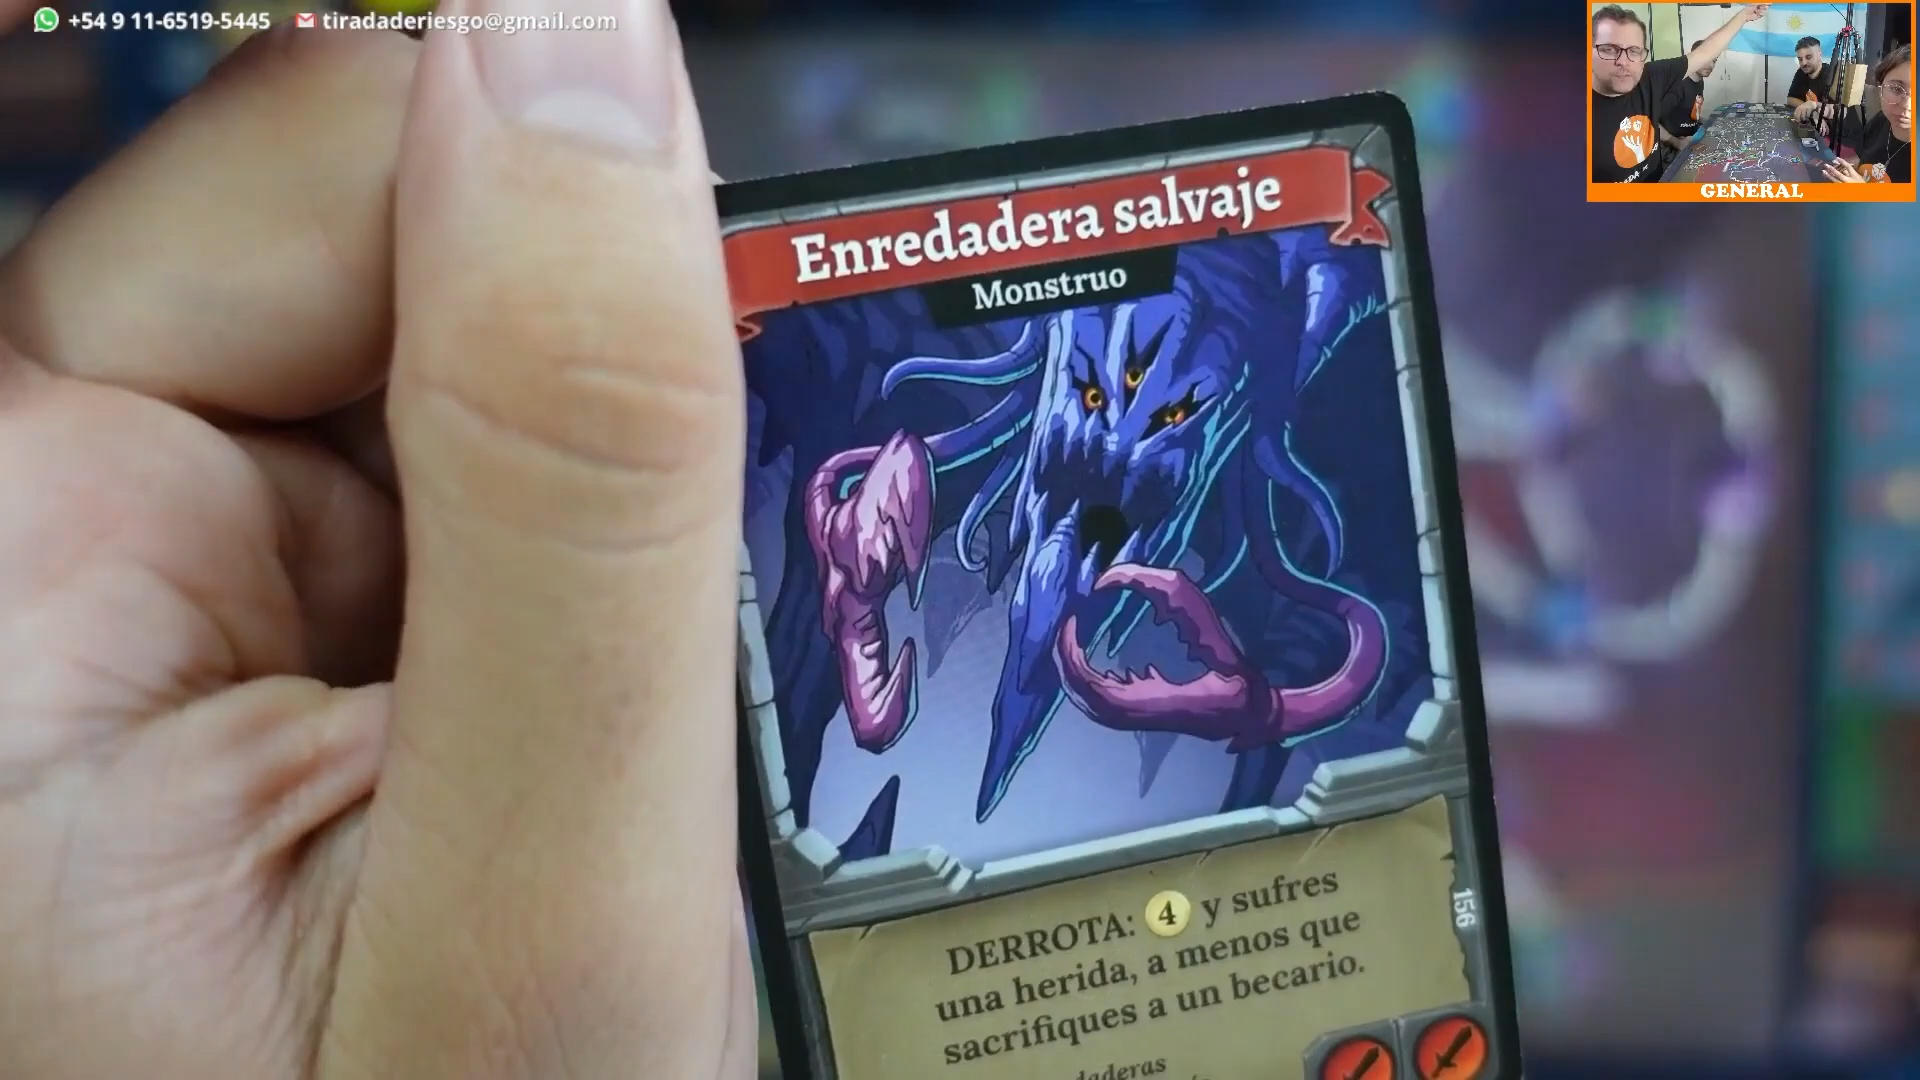 +54 9 11-6519-5445 tiradaderiesgo@gmail.com
GENERAL
Enredadera salvaje
Monstruo
DERROTA: 4 y sufres
una herida, a menos que
sacrifiques a un becario.
156